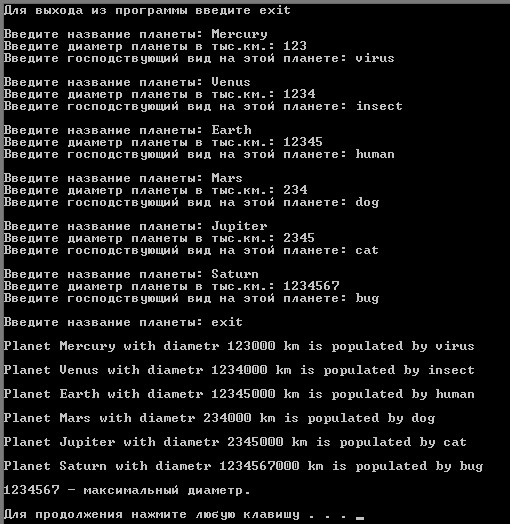 Для выхода из программы введите exit
Введите название планеты: Mercury
Введите диаметр планеты в тыс.км.: 123
Введите господствующий вид на этой планете: virus
Введите название планеты: Venus
Введите диаметр планеты в тыс.км.: 1234
Введите господствующий вид на этой планете: insect
Введите название планеты: Earth
Введите диаметр планеты в тыс.км.: 12345
Введите господствующий вид на этой планете: human
Введите название планеты: Mars
Введите диаметр планеты в тыс.км.: 234
Введите господствующий вид на этой планете: dog
Введите название планеты: Jupiter
Введите диаметр планеты в тыс.км.: 2345
Введите господствующий вид на этой планете: cat
Введите название планеты: Saturn
Введите диаметр планеты в тыс.км.: 1234567
Введите господствующий вид на этой планете: bug
Введите название планеты: exit
Planet Mercury with diametr 123000 km is populated by virus
Planet Venus with diametr 1234000 km is populated by insect
Planet Earth with diametr 12345000 km is populated by human
Planet Mars with diametr 234000 km is populated by dog
Planet Jupiter with diametr 2345000 km is populated by cat
Planet Saturn with diametr 1234567000 km is populated by bug
1234567 - максимальный диаметр.
Для продолжения нажмите любую клавишу . . . _